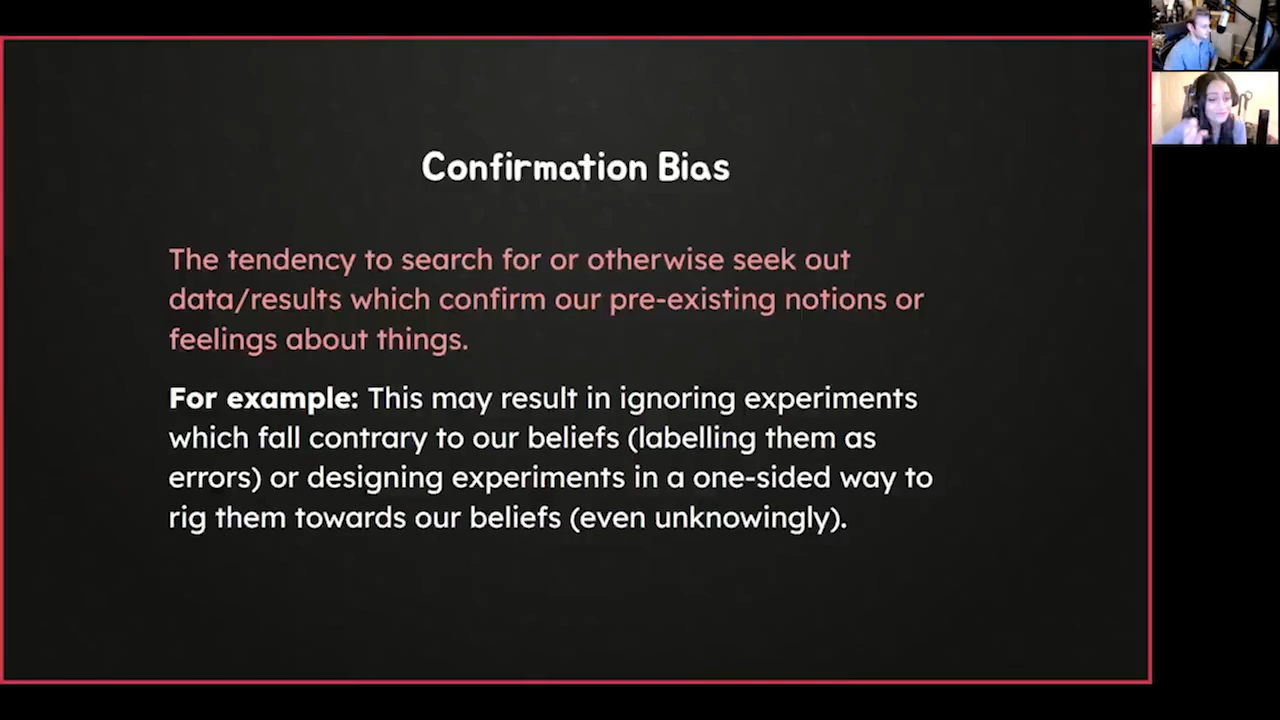 Confirmation Bias
The tendency to search for or otherwise seek out
data/results which confirm our pre-existing notions or
feelings about things.
For example: This may result in ignoring experiments
which fall contrary to our beliefs (labelling them as
errors) or designing experiments in a one-sided way to
rig them towards our beliefs (even unknowingly).